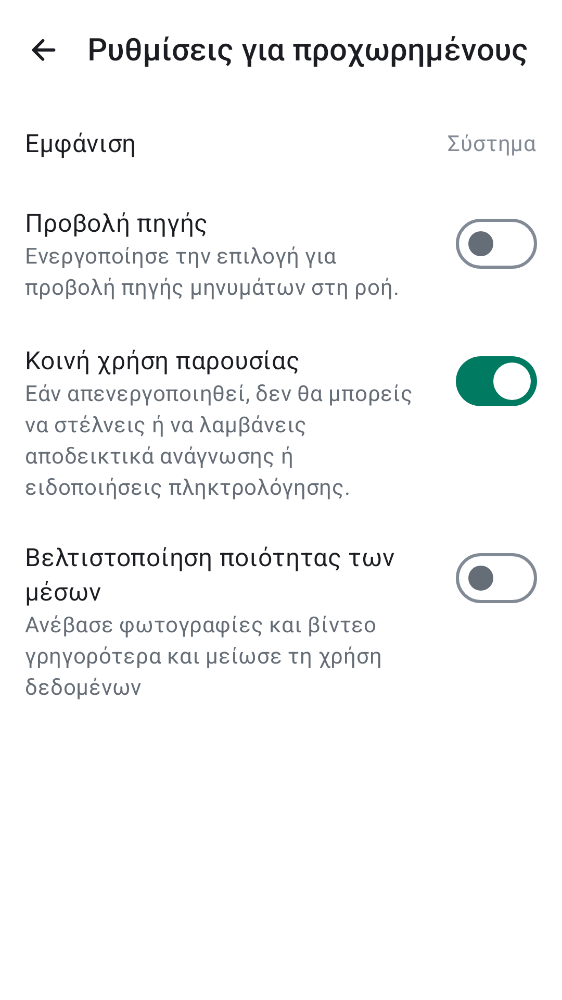 Ρυθμίσεις για προχωρημένους
Εμφάνιση
Σύστημα
Προβολή πηγής
Ενεργοποίησε την επιλογή για
προβολή πηγής μηνυμάτων στη ροή.
Κοινή χρήση παρουσίας
Εάν απενεργοποιηθεί, δεν θα μπορείς
να στέλνεις ή να λαμβάνεις
αποδεικτικά ανάγνωσης ή
ειδοποιήσεις πληκτρολόγησης.
Βελτιστοποίηση ποιότητας των
μέσων
Ανέβασε φωτογραφίες και βίντεο
γρηγορότερα και μείωσε τη χρήση
δεδομένων